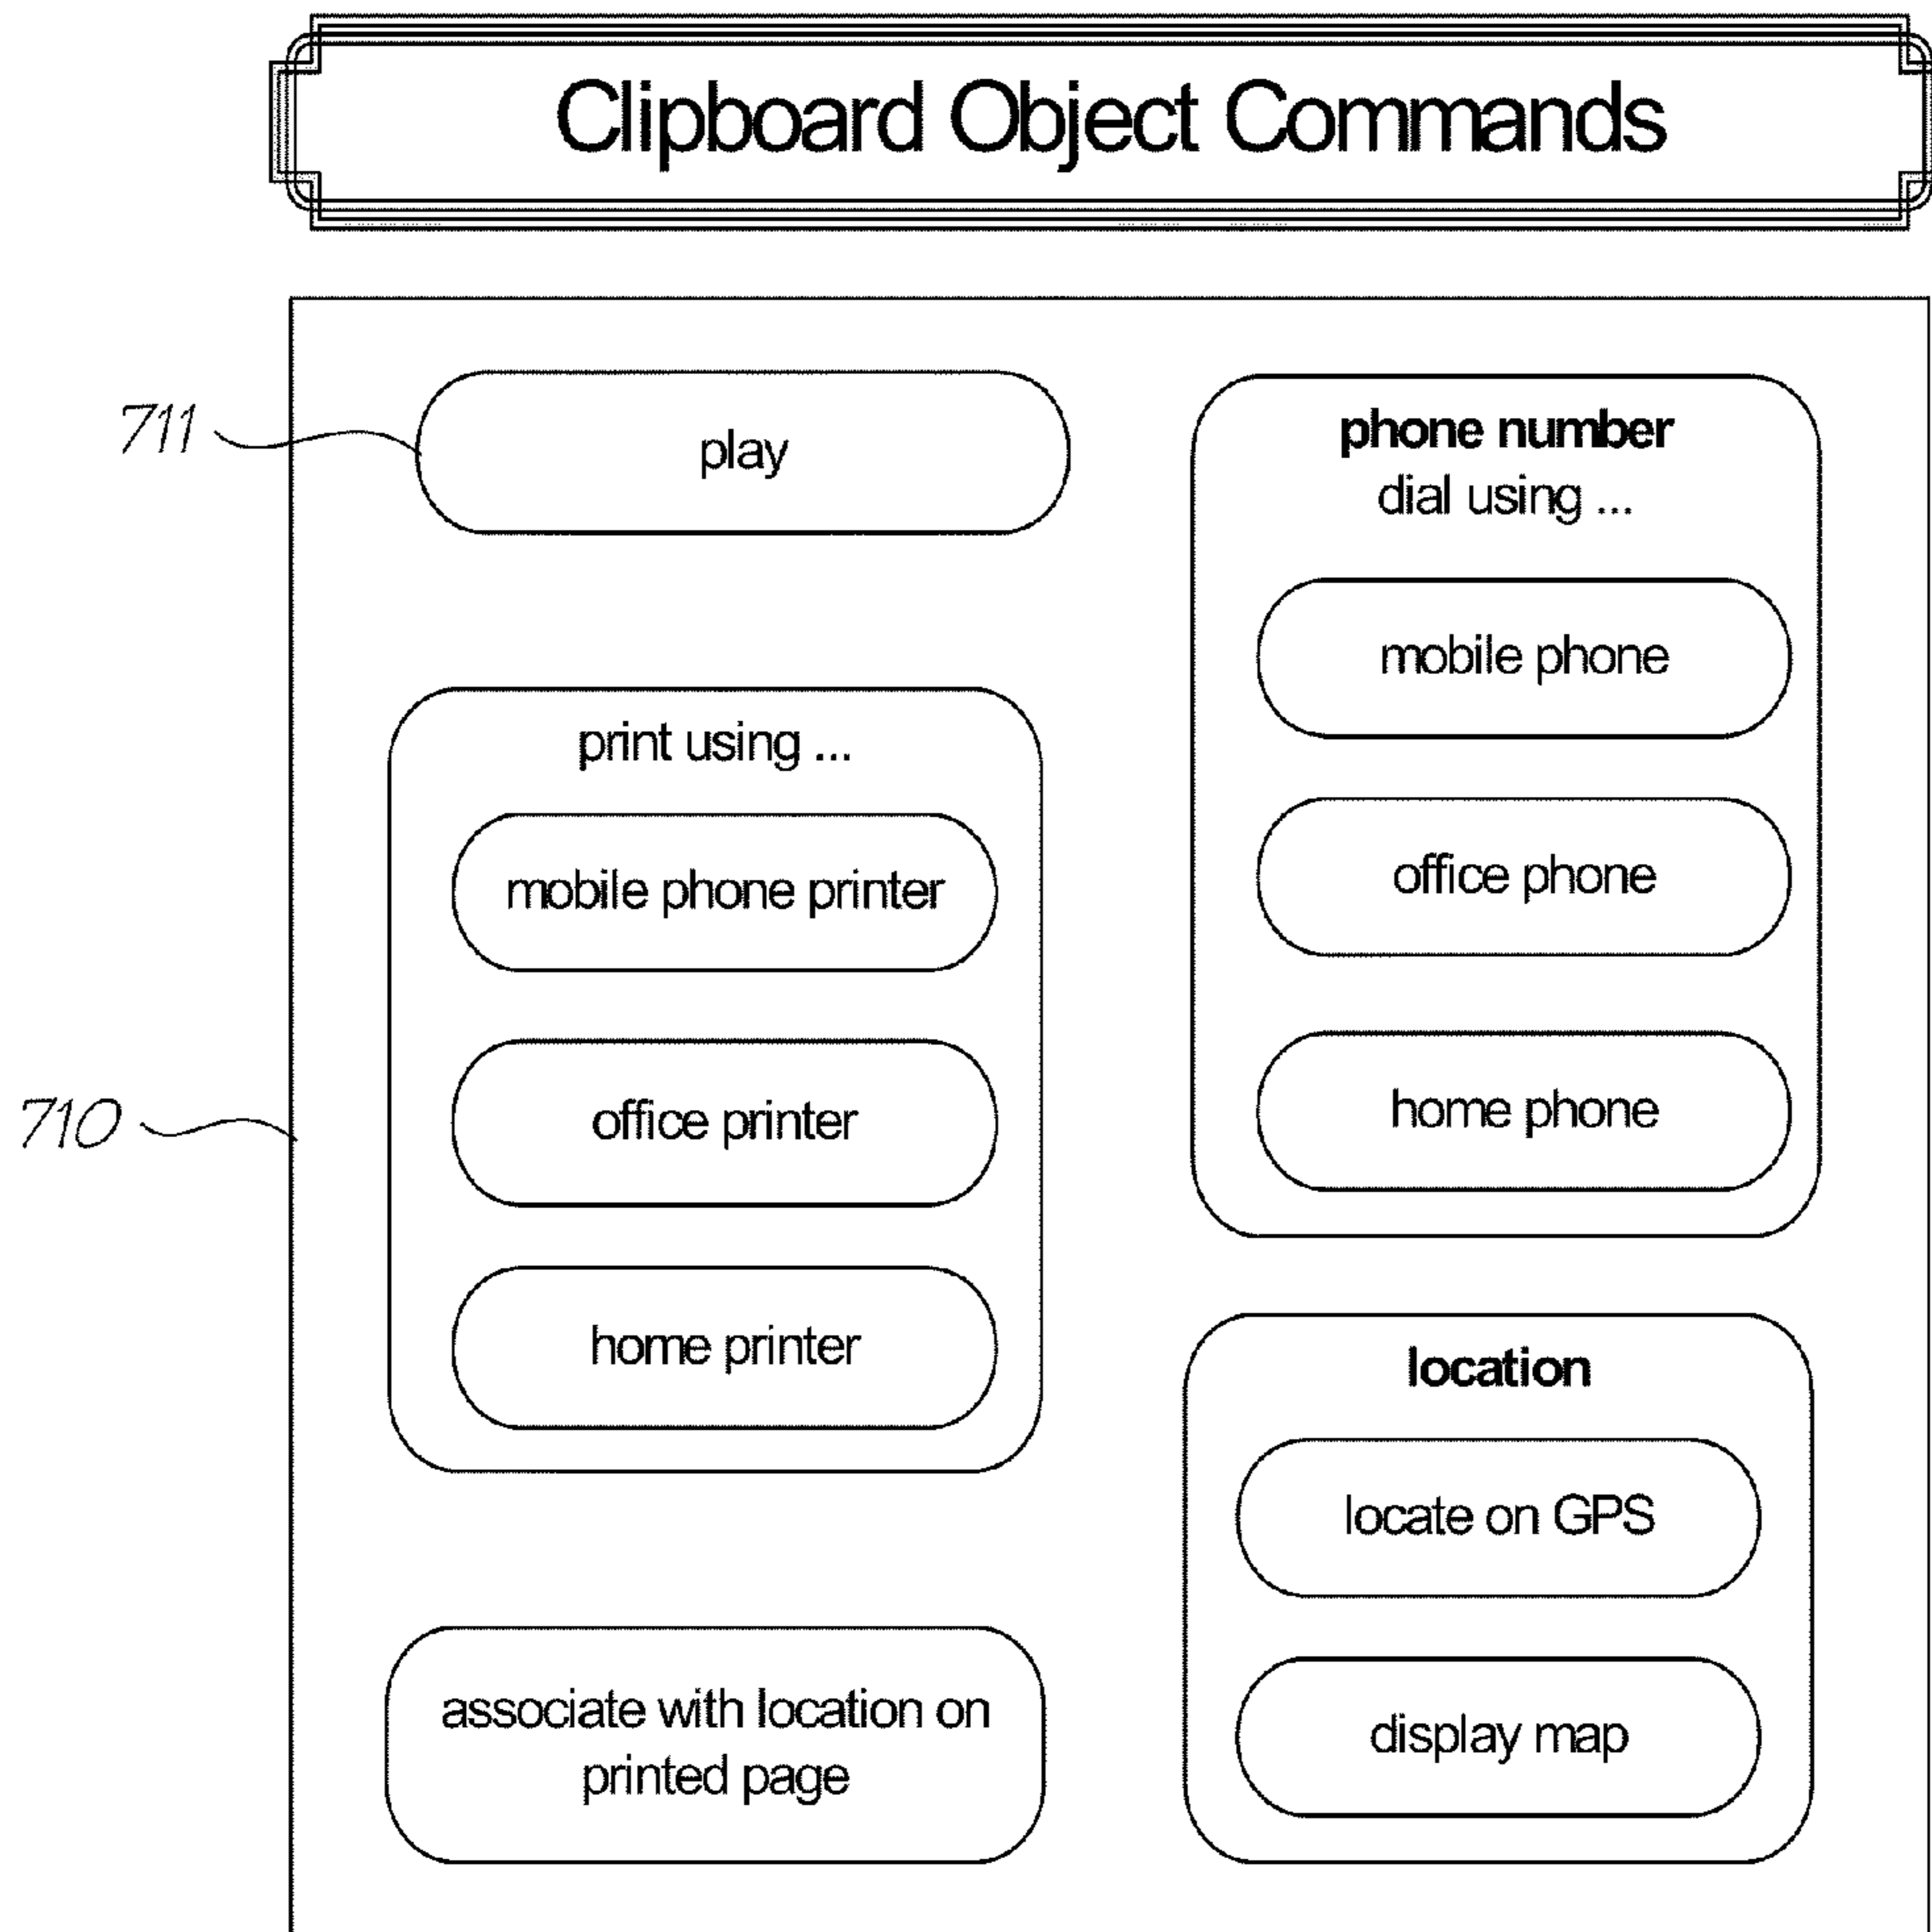 Clipboard Object Commands
711
play
print using ...
mobile phone printer
710
office printer
home printer
associate with location on
printed page
phone number
dial using ...
mobile phone
office phone
home phone
location
locate on GPS
display map